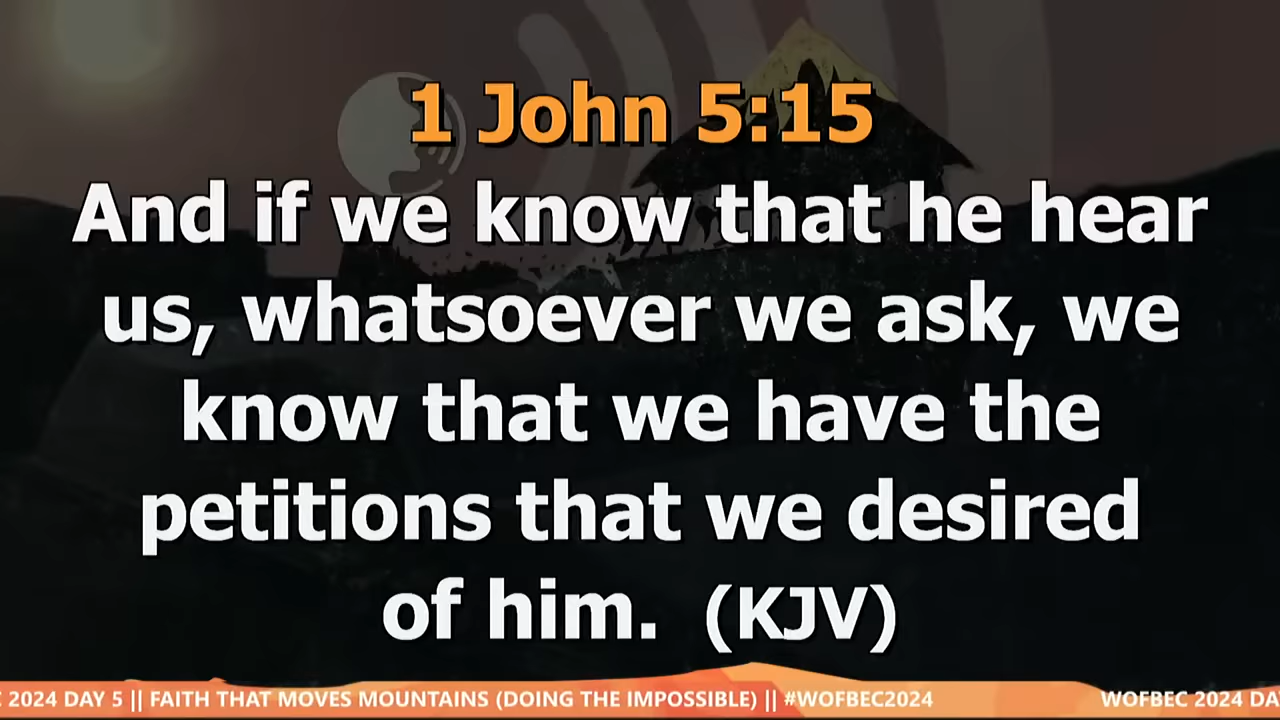 1 John 5:15
And if we know that he hear
us, whatsoever we ask, we
know that we have the
petitions that we desired
of him. (KJV)
2024 DAY 5 || FAITH THAT MOVES MOUNTAINS (DOING THE IMPOSSIBLE) || #WOFBEC2024 WOFBEC 2024